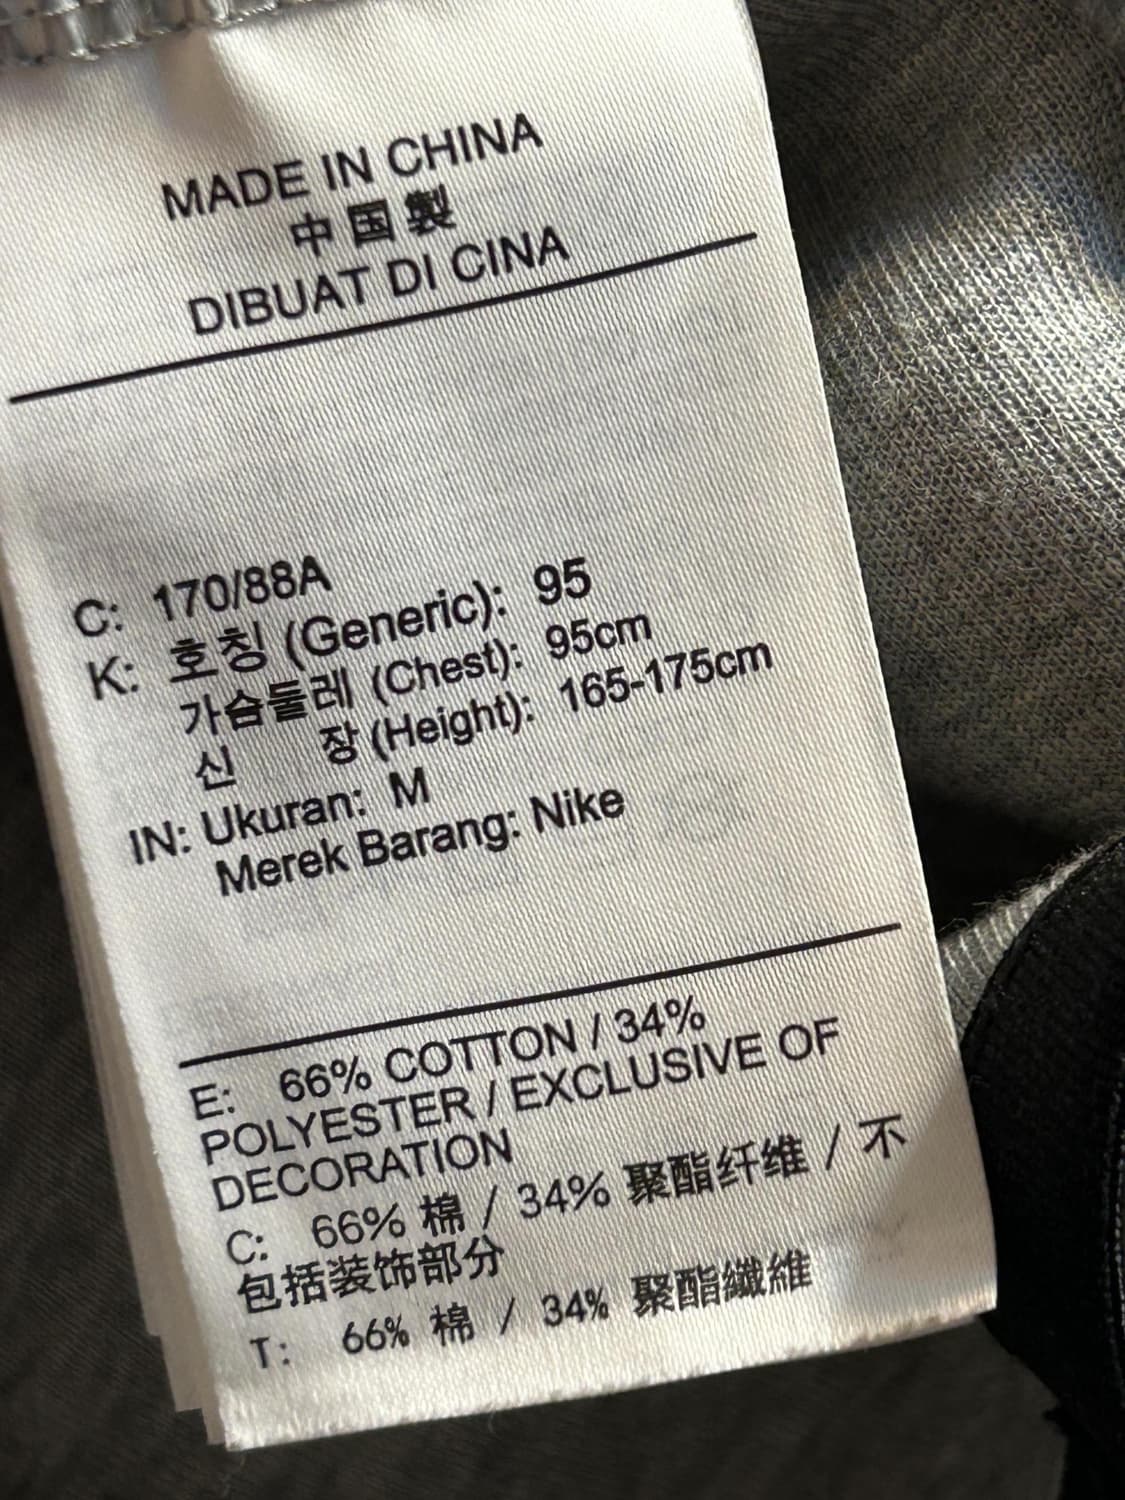 MADE IN CHINA
中国製
DIBUAT DI CINA
C: 170/88A
K: 호칭 (Generic): 95
가슴둘레 (Chest): 95cm
신 장 (Height): 165-175cm
IN: Ukuran: M
Merek Barang: Nike
E: 66% COTTON / 34%
POLYESTER / EXCLUSIVE OF
DECORATION
C: 66% 棉 / 34% 聚酯纤维 / 不
包括装饰部分
T: 66% 棉 / 34% 聚酯纖維